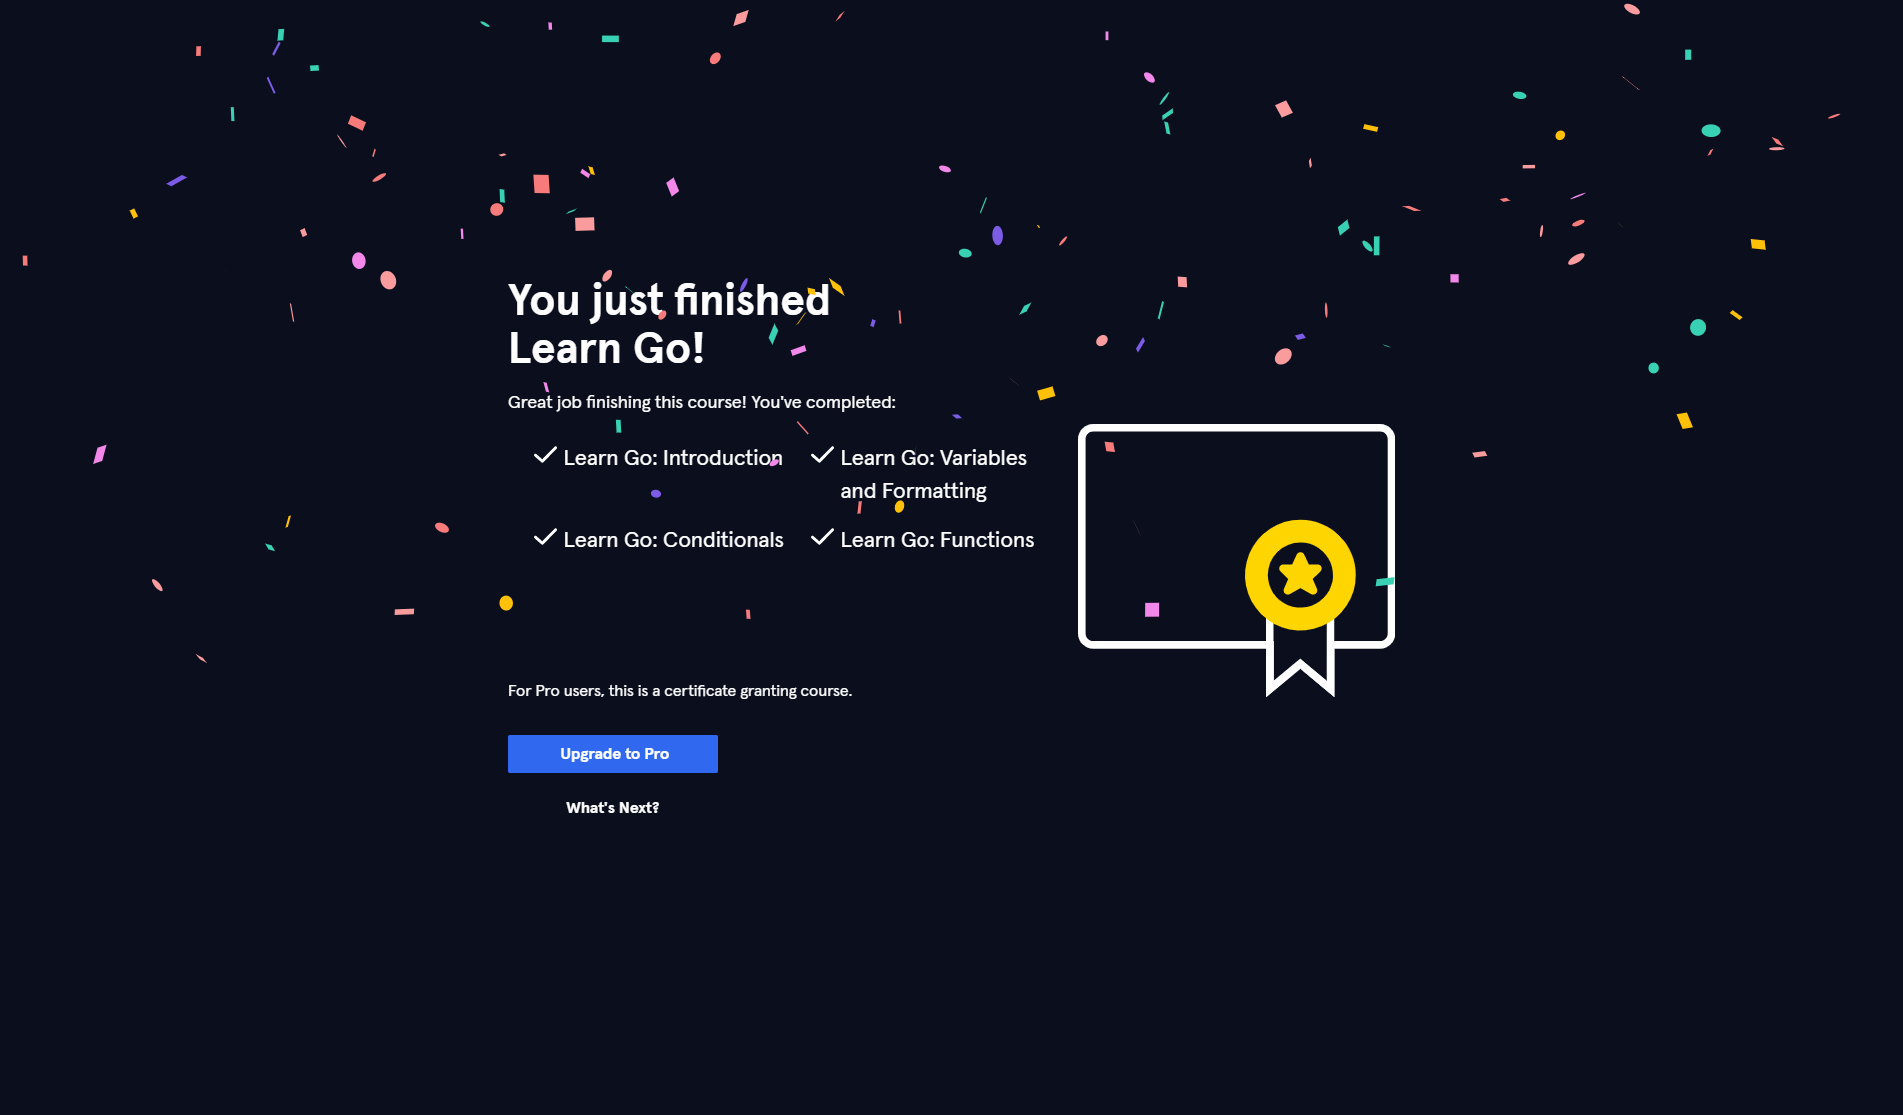 You just finished
Learn Go!
Great job finishing this course! You've completed:
Learn Go: Introduction
Learn Go: Variables
and Formatting
Learn Go: Conditionals
Learn Go: Functions
For Pro users, this is a certificate granting course.
Upgrade to Pro
What's Next?